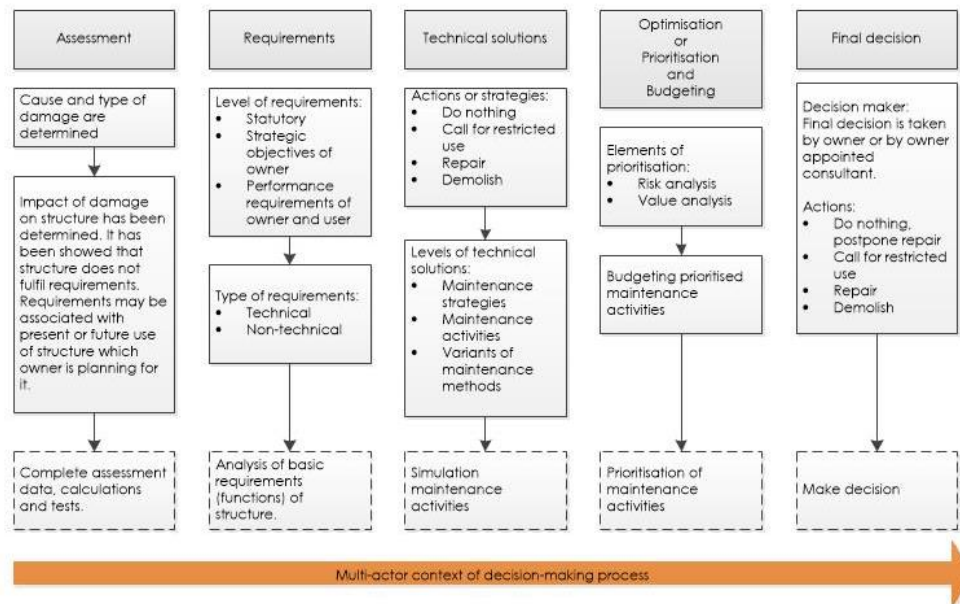 Assessment
Cause and type of
damage are
determined
Impact of damage
on structure has been
determined. It has
been showed that
structure does not
fulfil requirements.
Requirements may be
associated with
present or future use
of structure which
owner is planning for
it.
Complete assessment
data, calculations
and tests.
Requirements
Level of requirements:
• Statutory
• Strategic
objectives of
owner
• Performance
requirements of
owner and user
Type of requirements:
• Technical
• Non-technical
Analysis of basic
requirements
(functions) of
structure.
Technical solutions
Actions or strategies:
• Do nothing
• Call for restricted
use
• Repair
• Demolish
Levels of technical
solutions:
• Maintenance
strategies
• Maintenance
activities
• Variants of
maintenance
methods
Simulation
maintenance
activities
Optimisation
or
Prioritisation
and
Budgeting
Elements of
prioritisation:
• Risk analysis
• Value analysis
Budgeting prioritised
maintenance
activities
Prioritisation of
maintenance
activities
Final decision
Decision maker:
Final decision is taken
by owner or by owner
appointed
consultant.
Actions:
• Do nothing,
postpone repair
• Call for restricted
use
• Repair
• Demolish
Make decision
Multi-actor context of decision-making process